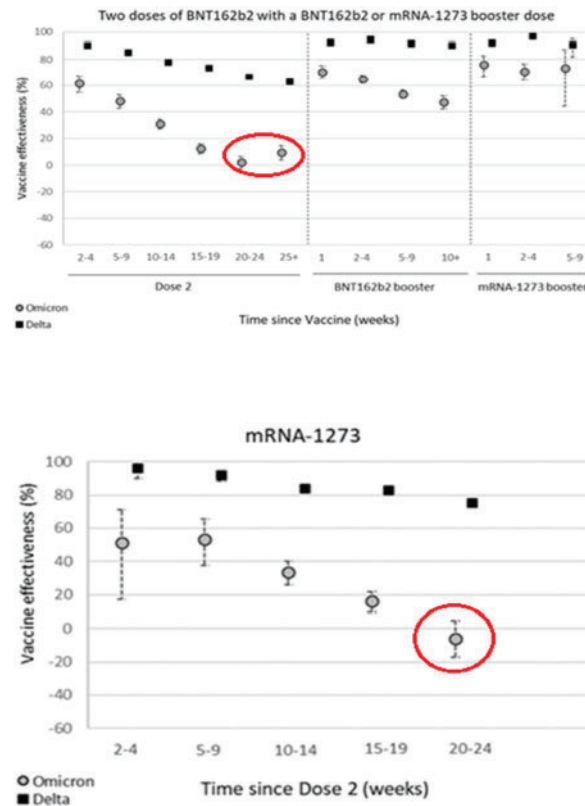 Two doses of BNT162b2 with a BNT162b2 or mRNA-1273 booster dose
Vaccine effectiveness (%)
100
80
60
40
20
0
-20
-40
-60
2-4 5-9 10-14 15-19 20-24 25+ 1 2-4 5-9 10+ 1 2-4 5-9
Dose 2 BNT162b2 booster mRNA-1273 booster
Time since Vaccine (weeks)
Omicron
Delta
mRNA-1273
Vaccine effectiveness (%)
100
80
60
40
20
0
-20
-40
-60
2-4 5-9 10-14 15-19 20-24
Time since Dose 2 (weeks)
Omicron
Delta